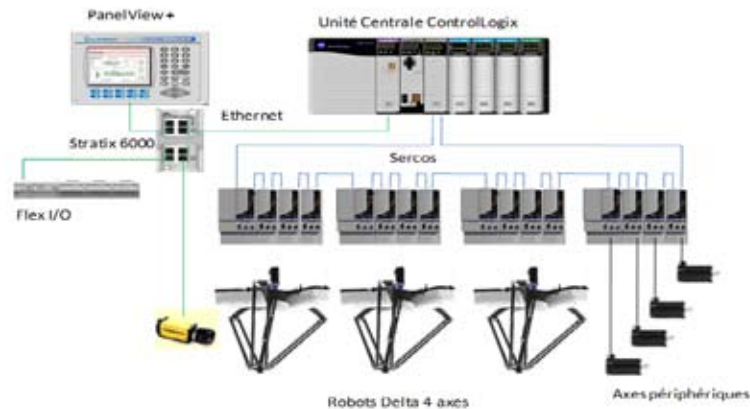 PanelView +
Unité Centrale ControlLogix
Ethernet
Stratix 6000
Sercos
Flex I/O
Robots Delta 4 axes
Axes périphériques